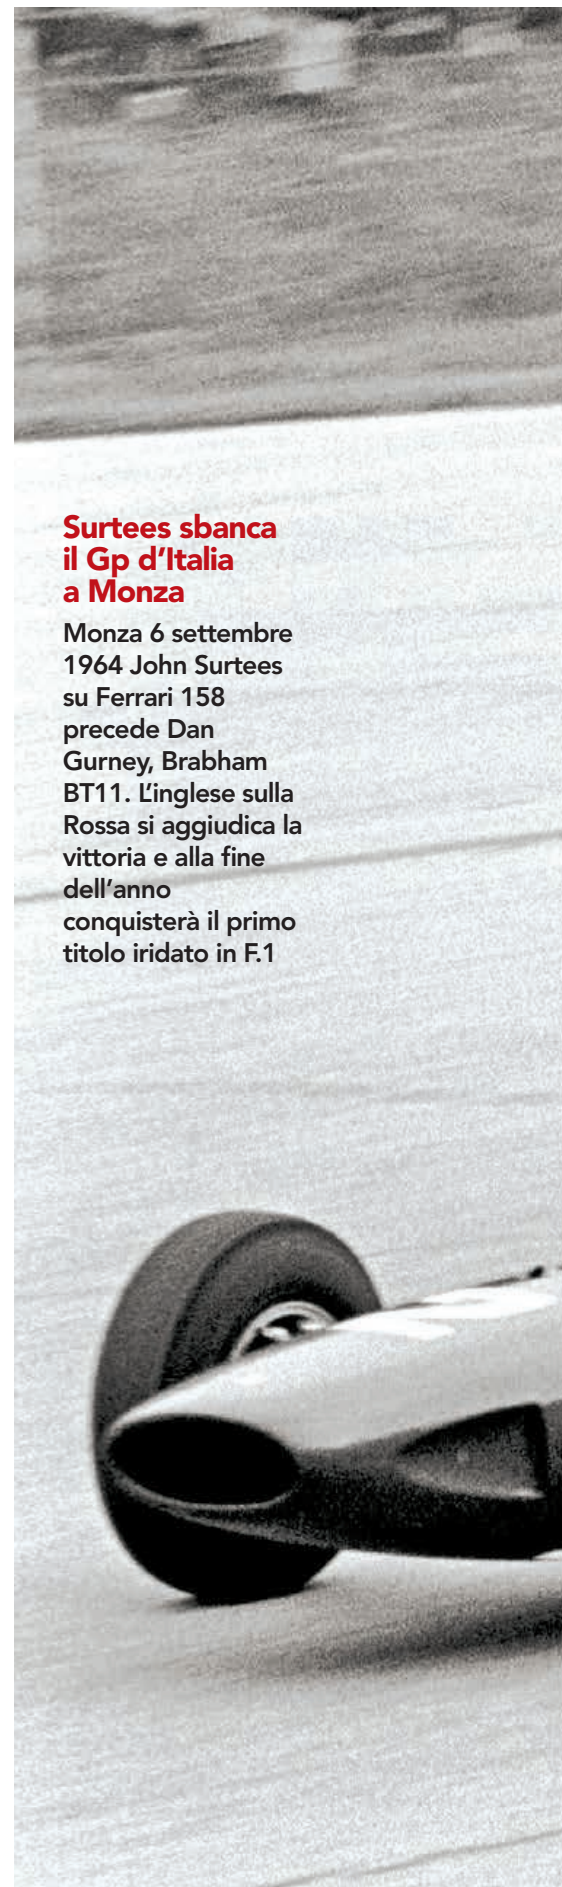 Surtees sbanca
il Gp d’Italia
a Monza
Monza 6 settembre
1964 John Surtees
su Ferrari 158
precede Dan
Gurney, Brabham
BT11. L’inglese sulla
Rossa si aggiudica la
vittoria e alla fine
dell’anno
conquisterà il primo
titolo iridato in F.1